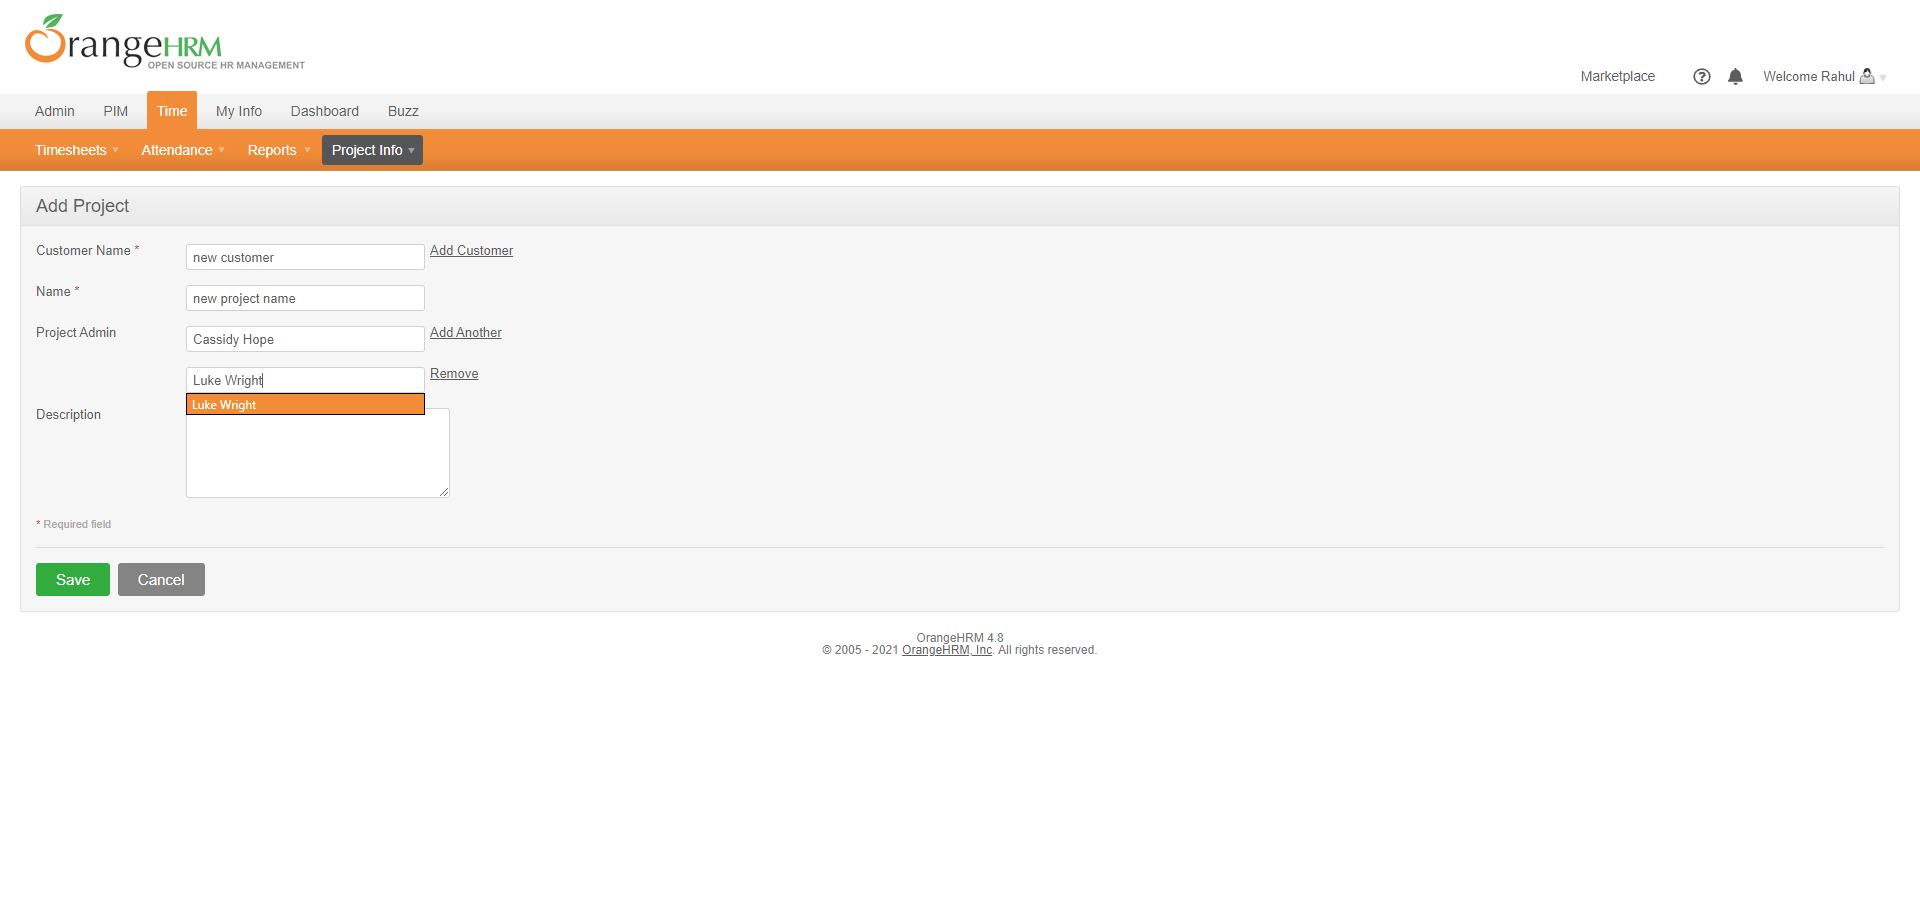 OrangeHRM
OPEN SOURCE HR MANAGEMENT
Marketplace
Welcome Rahul
Admin PIM Time My Info Dashboard Buzz
Timesheets Attendance Reports Project Info
Add Project
Customer Name * new customer Add Customer
Name * new project name
Project Admin Cassidy Hope Add Another
Luke Wright Remove
Luke Wright
Description
* Required field
Save Cancel
OrangeHRM 4.8
© 2005 - 2021 OrangeHRM, Inc. All rights reserved.